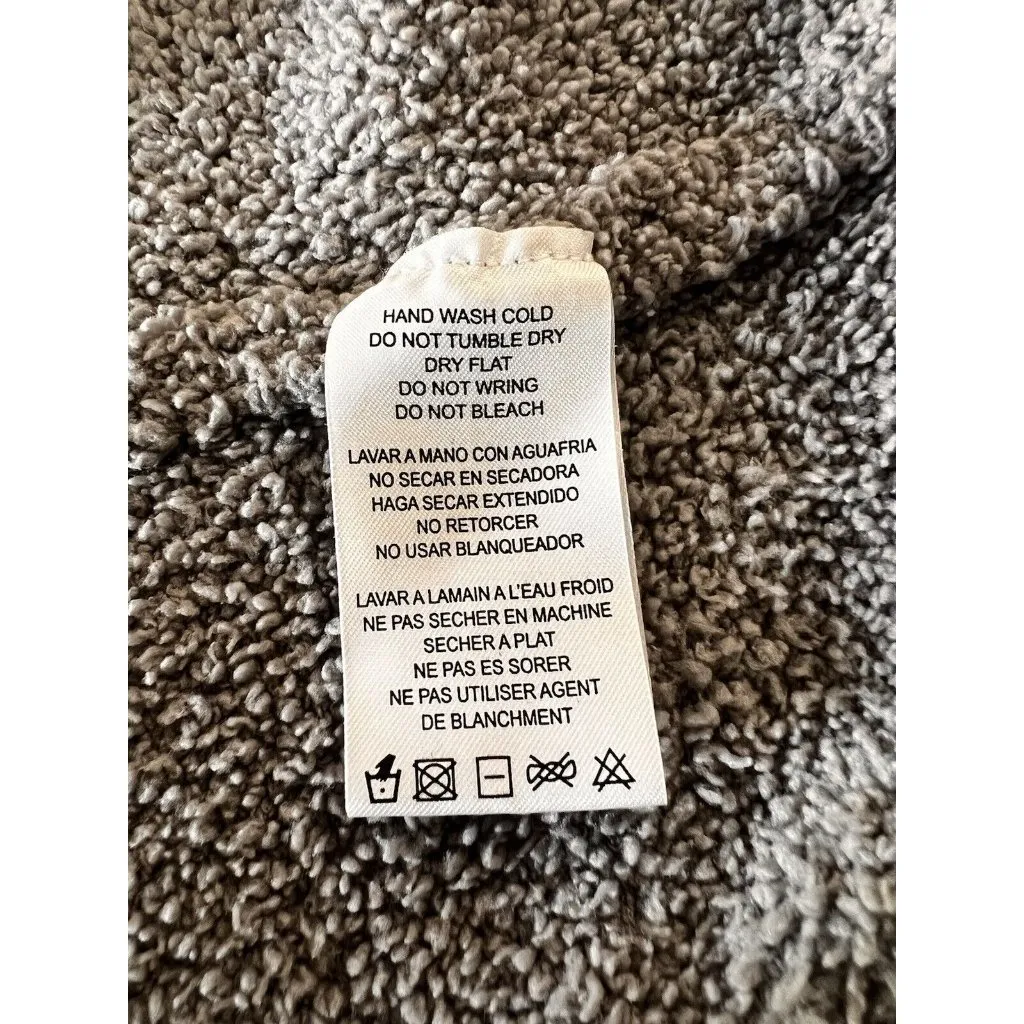 HAND WASH COLD
DO NOT TUMBLE DRY
DRY FLAT
DO NOT WRING
DO NOT BLEACH
LAVAR A MANO CON AGUAFRIA
NO SECAR EN SECADORA
HAGA SECAR EXTENDIDO
NO RETORCER
NO USAR BLANQUEADOR
LAVAR A LAMAIN A L'EAU FROID
NE PAS SECHER EN MACHINE
SECHER A PLAT
NE PAS ES SORER
NE PAS UTILISER AGENT
DE BLANCHMENT